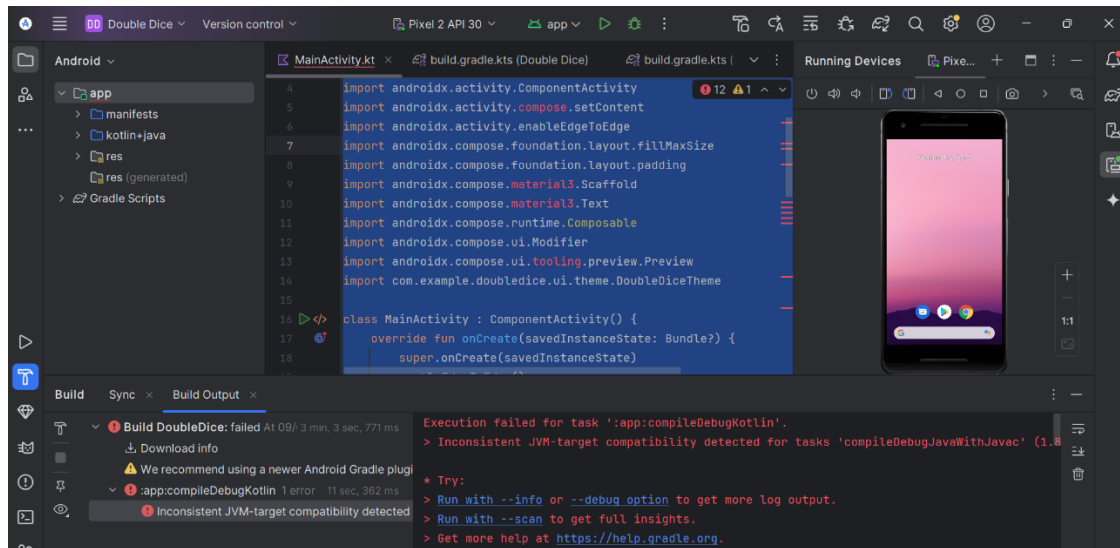 DD Double Dice Version control Pixel 2 API 30 app
Android
app
manifests
kotlin+java
res
res (generated)
Gradle Scripts
MainActivity.kt build.gradle.kts (Double Dice) build.gradle.kts (
12 1
4 import androidx.activity.ComponentActivity
5 import androidx.activity.compose.setContent
6 import androidx.activity.enableEdgeToEdge
7 import androidx.compose.foundation.layout.fillMaxSize
8 import androidx.compose.foundation.layout.padding
9 import androidx.compose.material3.Scaffold
10 import androidx.compose.material3.Text
11 import androidx.compose.runtime.Composable
12 import androidx.compose.ui.Modifier
13 import androidx.compose.ui.tooling.preview.Preview
14 import com.example.doubledice.ui.theme.DoubleDiceTheme
15
16 class MainActivity : ComponentActivity() {
17 override fun onCreate(savedInstanceState: Bundle?) {
18 super.onCreate(savedInstanceState)
Running Devices Pixe...
1:1
Build Sync Build Output
Build DoubleDice: failed At 09/ 3 min, 3 sec, 771 ms
Download info
We recommend using a newer Android Gradle plugi
:app:compileDebugKotlin 1 error 11 sec, 362 ms
Inconsistent JVM-target compatibility detected
Execution failed for task ':app:compileDebugKotlin'.
> Inconsistent JVM-target compatibility detected for tasks 'compileDebugJavaWithJavac' (1.8
* Try:
> Run with --info or --debug option to get more log output.
> Run with --scan to get full insights.
> Get more help at https://help.gradle.org.